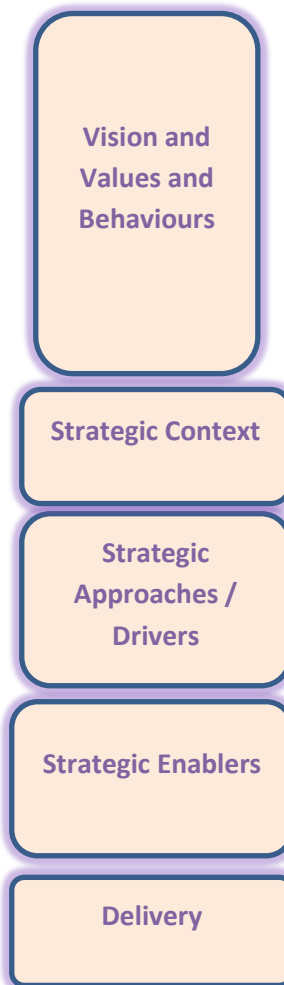 Vision and
Values and
Behaviours
Strategic Context
Strategic
Approaches /
Drivers
Strategic Enablers
Delivery